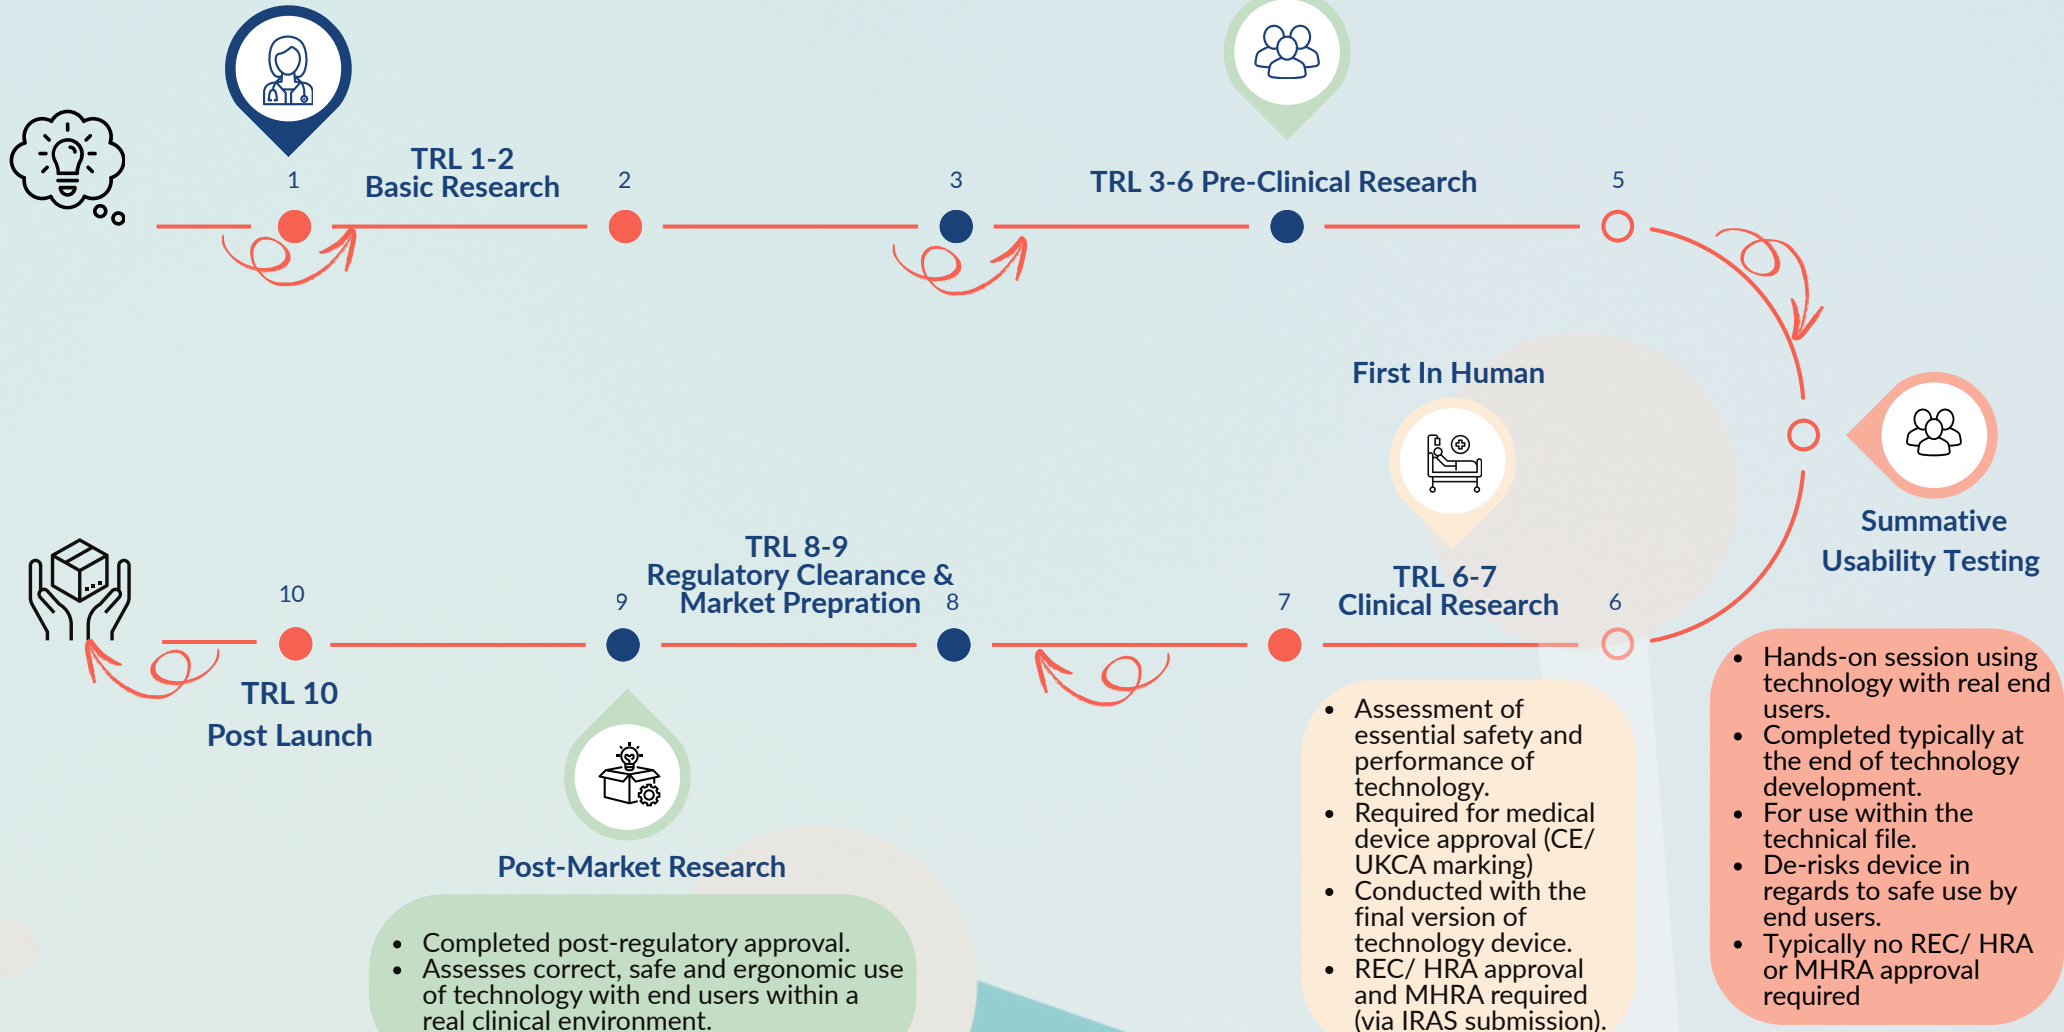 TRL 1-2
Basic Research
1
2
3
TRL 3-6 Pre-Clinical Research
5
First In Human
Summative
Usability Testing
TRL 6-7
Clinical Research
6
7
TRL 8-9
Regulatory Clearance &
Market Prepration
8
9
10
TRL 10
Post Launch
• Hands-on session using
technology with real end
users.
• Completed typically at
the end of technology
development.
• For use within the
technical file.
• De-risks device in
regards to safe use by
end users.
• Typically no REC/ HRA
or MHRA approval
required
• Assessment of
essential safety and
performance of
technology.
• Required for medical
device approval (CE/
UKCA marking)
• Conducted with the
final version of
technology device.
• REC/ HRA approval
and MHRA required
(via IRAS submission).
Post-Market Research
• Completed post-regulatory approval.
• Assesses correct, safe and ergonomic use
of technology with end users within a
real clinical environment.